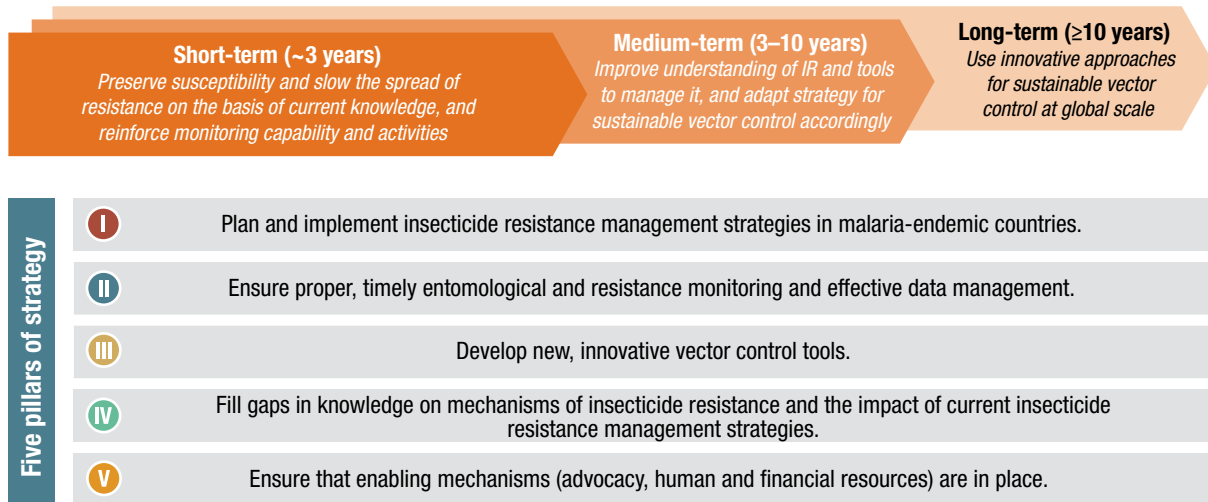 Short-term (~3 years)
Preserve susceptibility and slow the spread of
resistance on the basis of current knowledge, and
reinforce monitoring capability and activities
Medium-term (3–10 years)
Improve understanding of IR and tools
to manage it, and adapt strategy for
sustainable vector control accordingly
Long-term (≥10 years)
Use innovative approaches
for sustainable vector
control at global scale
Five pillars of strategy
I
Plan and implement insecticide resistance management strategies in malaria-endemic countries.
II
Ensure proper, timely entomological and resistance monitoring and effective data management.
III
Develop new, innovative vector control tools.
IV
Fill gaps in knowledge on mechanisms of insecticide resistance and the impact of current insecticide
resistance management strategies.
V
Ensure that enabling mechanisms (advocacy, human and financial resources) are in place.